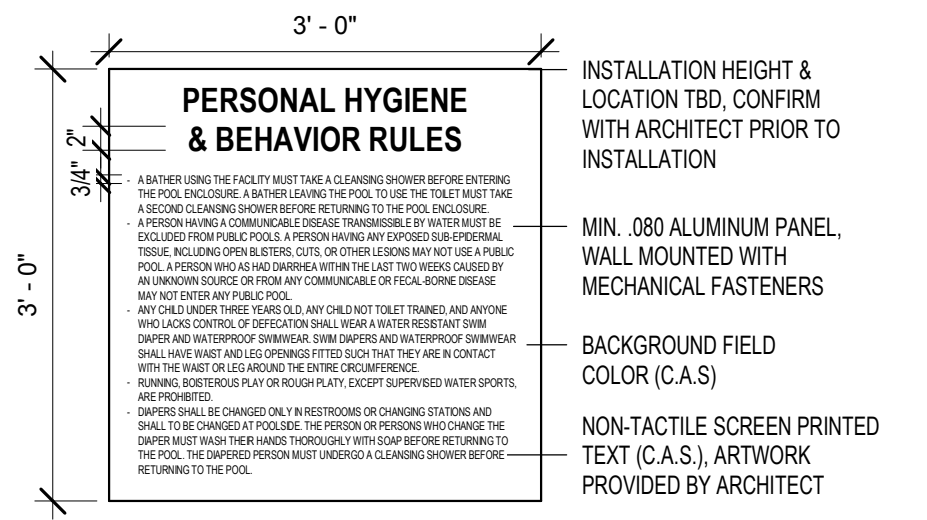 3' - 0"
PERSONAL HYGIENE
& BEHAVIOR RULES
2"
3/4"
3' - 0"
- A BATHER USING THE FACILITY MUST TAKE A CLEANSING SHOWER BEFORE ENTERING
THE POOL ENCLOSURE. A BATHER LEAVING THE POOL TO USE THE TOILET MUST TAKE
A SECOND CLEANSING SHOWER BEFORE RETURNING TO THE POOL ENCLOSURE.
- A PERSON HAVING A COMMUNICABLE DISEASE TRANSMISSIBLE BY WATER MUST BE
EXCLUDED FROM PUBLIC POOLS. A PERSON HAVING ANY EXPOSED SUB-EPIDERMAL
TISSUE, INCLUDING OPEN BLISTERS, CUTS, OR OTHER LESIONS MAY NOT USE A PUBLIC
POOL. A PERSON WHO AS HAD DIARRHEA WITHIN THE LAST TWO WEEKS CAUSED BY
AN UNKNOWN SOURCE OR FROM ANY COMMUNICABLE OR FECAL-BORNE DISEASE
MAY NOT ENTER ANY PUBLIC POOL.
- ANY CHILD UNDER THREE YEARS OLD, ANY CHILD NOT TOILET TRAINED, AND ANYONE
WHO LACKS CONTROL OF DEFECATION SHALL WEAR A WATER RESISTANT SWIM
DIAPER AND WATERPROOF SWIMWEAR. SWIM DIAPERS AND WATERPROOF SWIMWEAR
SHALL HAVE WAIST AND LEG OPENINGS FITTED SUCH THAT THEY ARE IN CONTACT
WITH THE WAIST OR LEG AROUND THE ENTIRE CIRCUMFERENCE.
- RUNNING, BOISTEROUS PLAY OR ROUGH PLATY, EXCEPT SUPERVISED WATER SPORTS,
ARE PROHIBITED.
- DIAPERS SHALL BE CHANGED ONLY IN RESTROOMS OR CHANGING STATIONS AND
SHALL TO BE CHANGED AT POOLSIDE. THE PERSON OR PERSONS WHO CHANGE THE
DIAPER MUST WASH THEIR HANDS THOROUGHLY WITH SOAP BEFORE RETURNING TO
THE POOL. THE DIAPERED PERSON MUST UNDERGO A CLEANSING SHOWER BEFORE
RETURNING TO THE POOL.
INSTALLATION HEIGHT &
LOCATION TBD, CONFIRM
WITH ARCHITECT PRIOR TO
INSTALLATION
MIN. .080 ALUMINUM PANEL,
WALL MOUNTED WITH
MECHANICAL FASTENERS
BACKGROUND FIELD
COLOR (C.A.S)
NON-TACTILE SCREEN PRINTED
TEXT (C.A.S.), ARTWORK
PROVIDED BY ARCHITECT